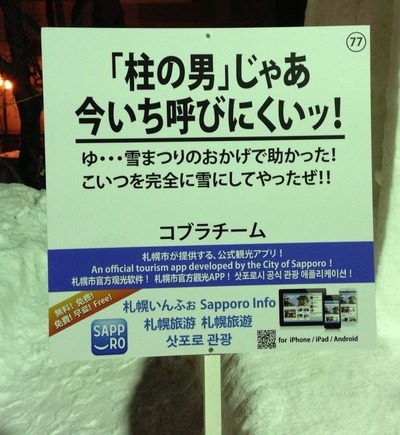 77
「柱の男」じゃあ
今いち呼びにくいッ!
ゆ・・・雪まつりのおかげで助かった!
こいつを完全に雪にしてやったぜ!!
コブラチーム
札幌市が提供する、公式観光アプリ!
An official tourism app developed by the City of Sapporo!
札幌市官方观光软件! 札幌市官方觀光APP! 삿포로시 공식 관광 애플리케이션!
無料! 免费!
免費! 무료! Free!
札幌いんふぉ Sapporo Info
札幌旅游 札幌旅遊
삿포로 관광
SAPP
RO
for iPhone / iPad / Android